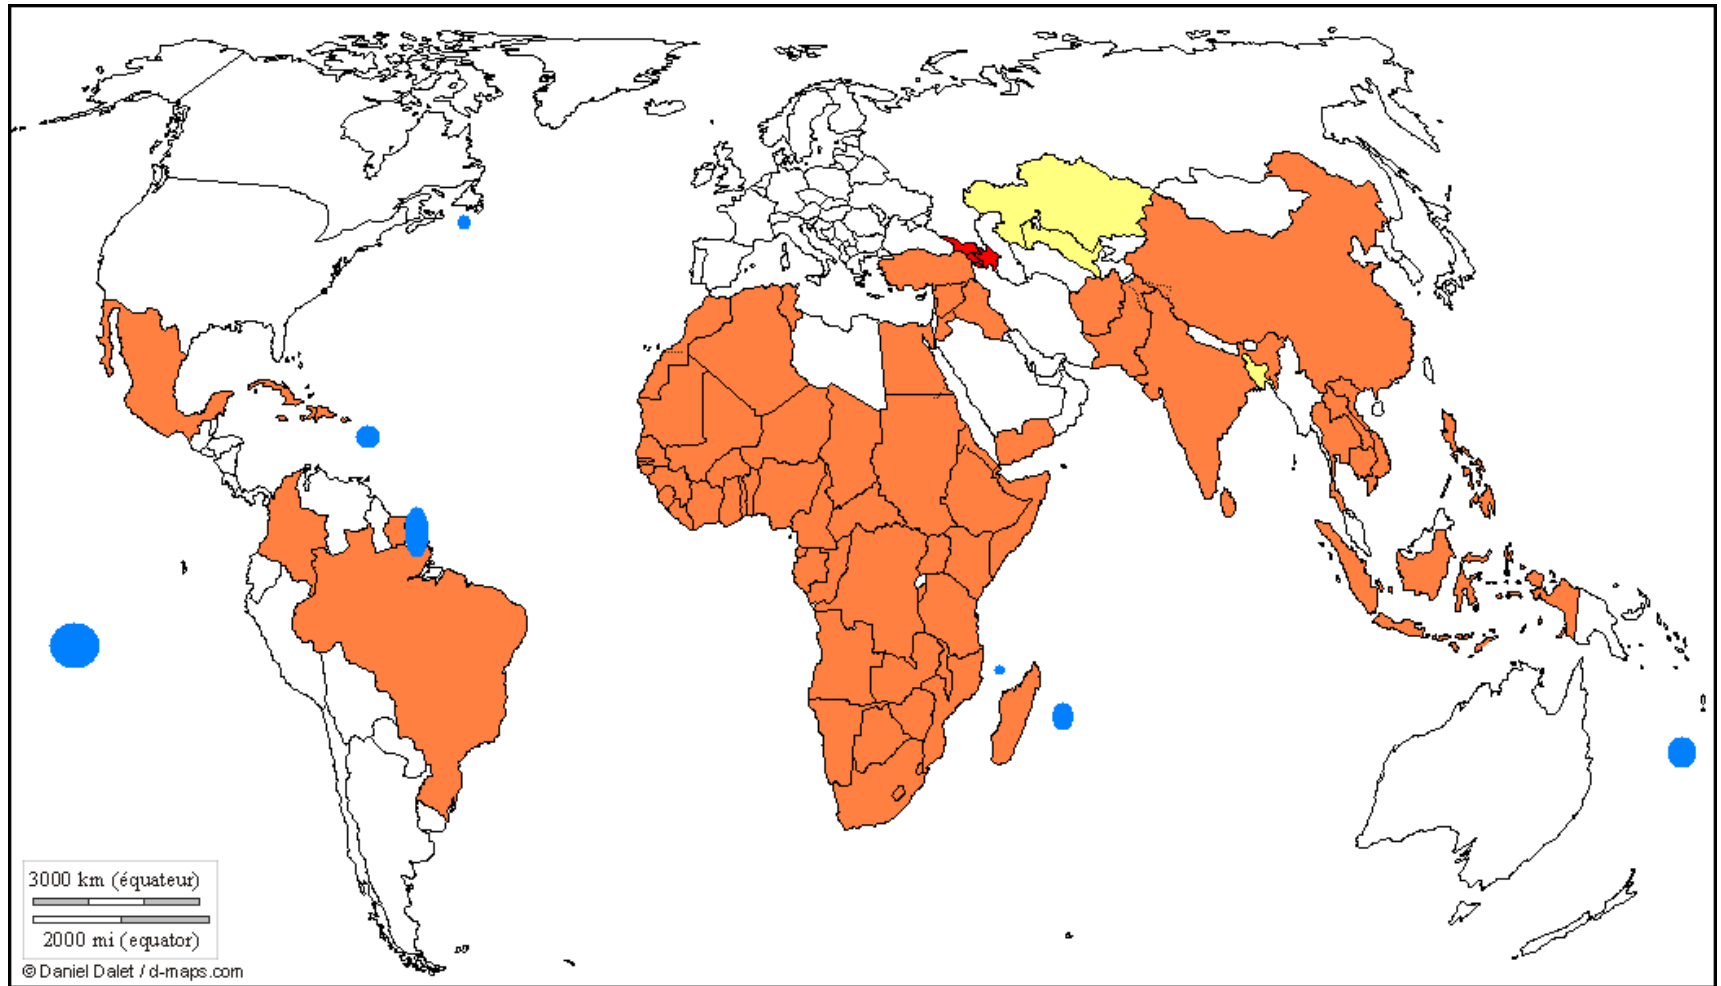 3000 km (équateur)
2000 mi (equator)
© Daniel Dalet / d-maps.com